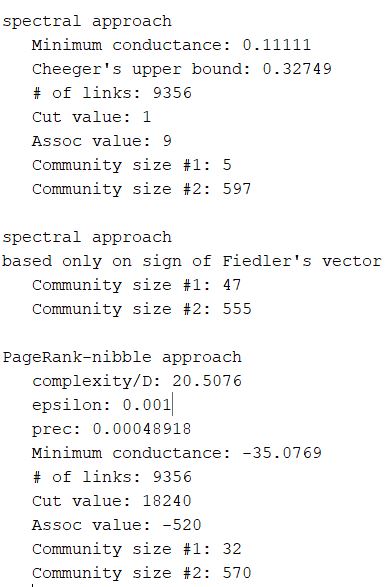 spectral approach
Minimum conductance: 0.11111
Cheeger's upper bound: 0.32749
# of links: 9356
Cut value: 1
Assoc value: 9
Community size #1: 5
Community size #2: 597
spectral approach
based only on sign of Fiedler's vector
Community size #1: 47
Community size #2: 555
PageRank-nibble approach
complexity/D: 20.5076
epsilon: 0.001
prec: 0.00048918
Minimum conductance: -35.0769
# of links: 9356
Cut value: 18240
Assoc value: -520
Community size #1: 32
Community size #2: 570